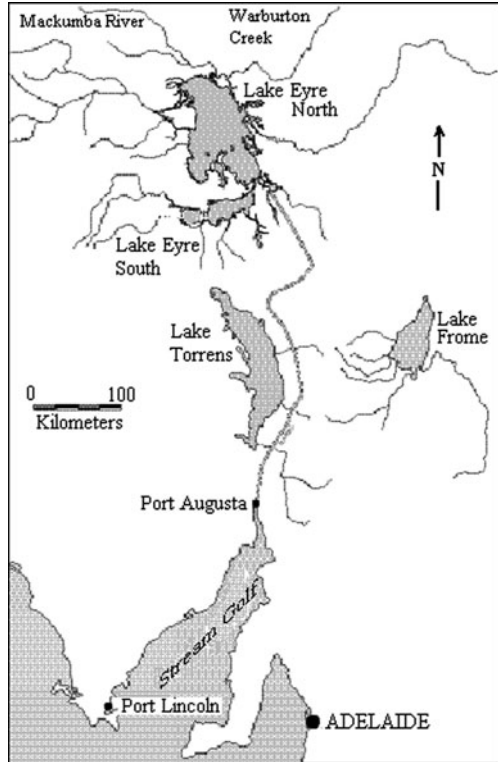 Mackumba River
Warburton
Creek
Lake Eyre
North
N
Lake Eyre
South
Lake
Torrens
Lake
Frome
0 100
Kilometers
Port Augusta
Stream Golf
Port Lincoln
ADELAIDE